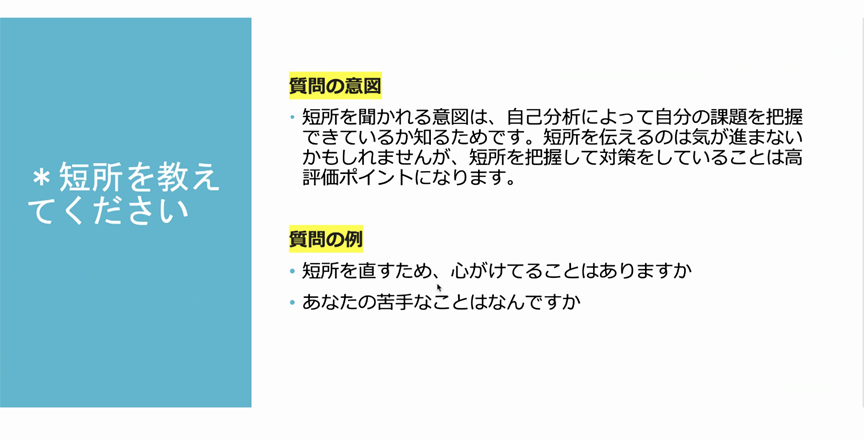 ＊短所を教え
てください
質問の意図
• 短所を聞かれる意図は、自己分析によって自分の課題を把握
できているか知るためです。短所を伝えるのは気が進まない
かもしれませんが、短所を把握して対策をしていることは高
評価ポイントになります。
質問の例
• 短所を直すため、心がけてることはありますか
• あなたの苦手なことはなんですか